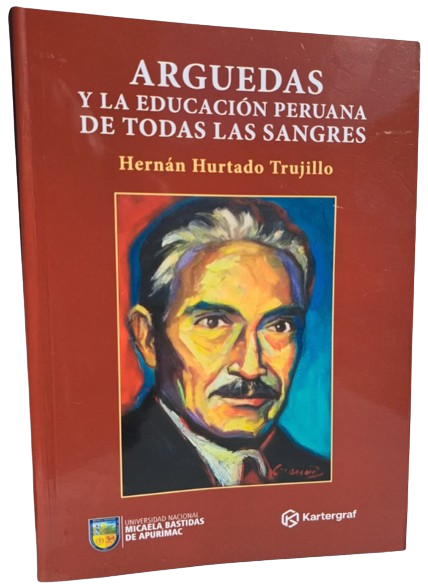 ARGUEDAS
Y LA EDUCACIÓN PERUANA
DE TODAS LAS SANGRES
Hernán Hurtado Trujillo
UNIVERSIDAD NACIONAL
MICAELA BASTIDAS
DE APURÍMAC
Kartergraf